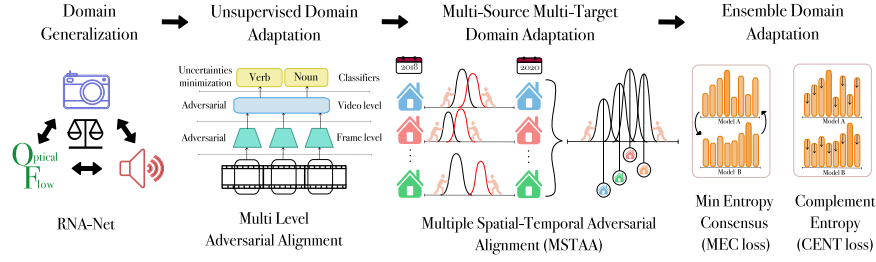 Domain
Generalization
Optical
Flow
RNA-Net
Unsupervised Domain
Adaptation
Uncertainties
minimization
Verb
Noun
Classifiers
Adversarial
Video level
Adversarial
Frame level
Multi Level
Adversarial Alignment
Multi-Source Multi-Target
Domain Adaptation
2018
2020
Multiple Spatial-Temporal Adversarial
Alignment (MSTAA)
Ensemble Domain
Adaptation
Model A
Model B
Min Entropy
Consensus
(MEC loss)
Model A
Model B
Complement
Entropy
(CENT loss)